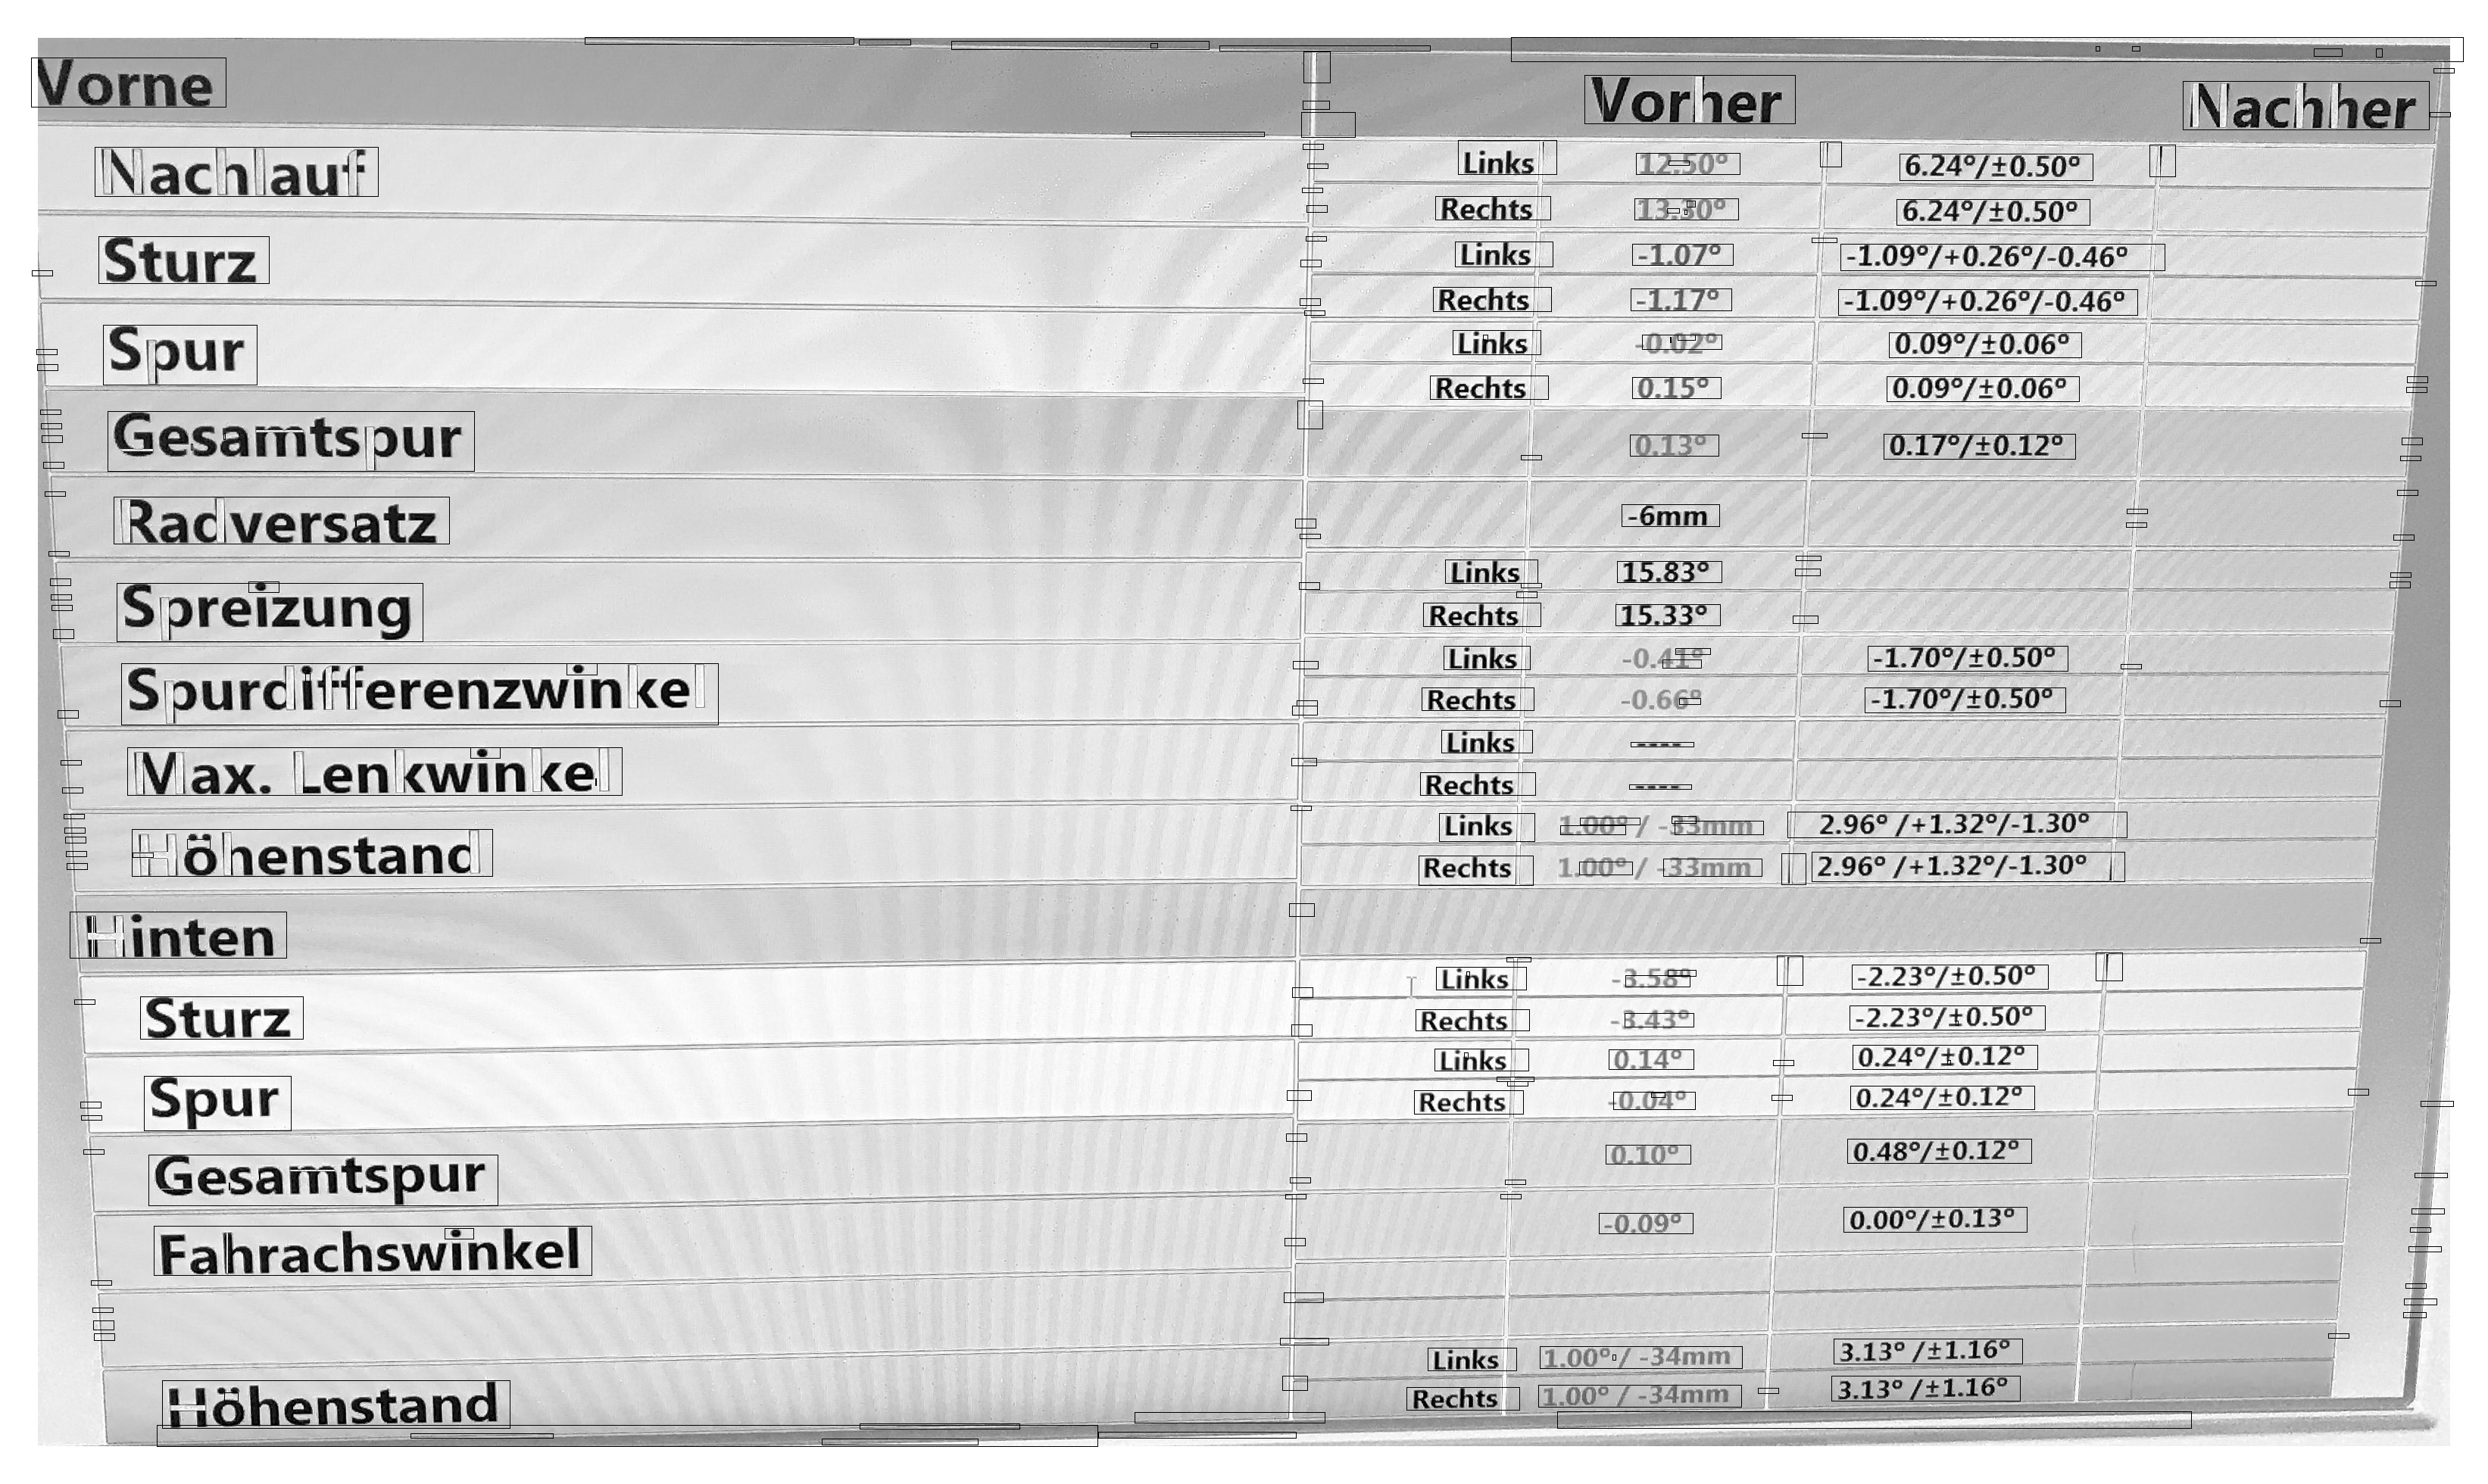 Vorne Vorher Nachher
Nachlauf Links 12.50° 6.24°/±0.50°
Rechts 13.30° 6.24°/±0.50°
Sturz Links -1.07° -1.09°/+0.26°/-0.46°
Rechts -1.17° -1.09°/+0.26°/-0.46°
Spur Links -0.02° 0.09°/±0.06°
Rechts 0.15° 0.09°/±0.06°
Gesamtspur 0.13° 0.17°/±0.12°
Radversatz -6mm
Spreizung Links 15.83°
Rechts 15.33°
Spurdifferenzwinkel Links -0.41° -1.70°/±0.50°
Rechts -0.66° -1.70°/±0.50°
Max. Lenkwinkel Links ----
Rechts ----
Höhenstand Links 1.00° / -33mm 2.96° /+1.32°/-1.30°
Rechts 1.00° / -33mm 2.96° /+1.32°/-1.30°
Hinten
Sturz Links -3.58° -2.23°/±0.50°
Rechts -3.43° -2.23°/±0.50°
Spur Links 0.14° 0.24°/±0.12°
Rechts -0.04° 0.24°/±0.12°
Gesamtspur 0.10° 0.48°/±0.12°
Fahrachswinkel -0.09° 0.00°/±0.13°
Höhenstand Links 1.00° / -34mm 3.13° /±1.16°
Rechts 1.00° / -34mm 3.13° /±1.16°